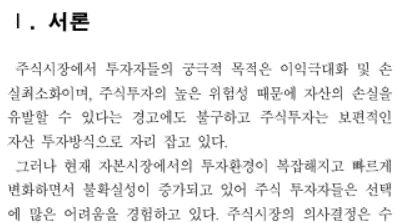 Ⅰ. 서론
주식시장에서 투자자들의 궁극적 목적은 이익극대화 및 손
실최소화이며, 주식투자의 높은 위험성 때문에 자산의 손실을
유발할 수 있다는 경고에도 불구하고 주식투자는 보편적인
자산 투자방식으로 자리 잡고 있다.
그러나 현재 자본시장에서의 투자환경이 복잡해지고 빠르게
변화하면서 불확실성이 증가되고 있어 주식 투자자들은 선택
에 많은 어려움을 경험하고 있다. 주식시장의 의사결정은 수